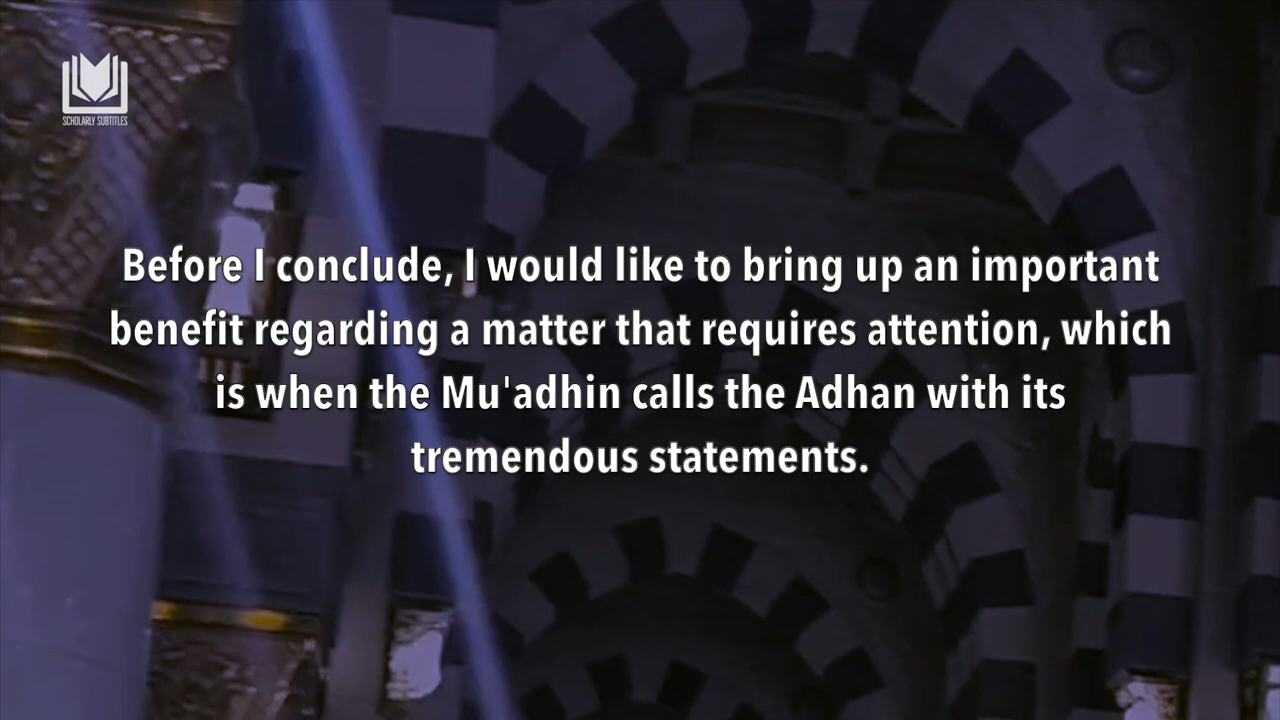 SCHOLARLY SUBTITLES
Before I conclude, I would like to bring up an important
benefit regarding a matter that requires attention, which
is when the Mu'adhin calls the Adhan with its
tremendous statements.